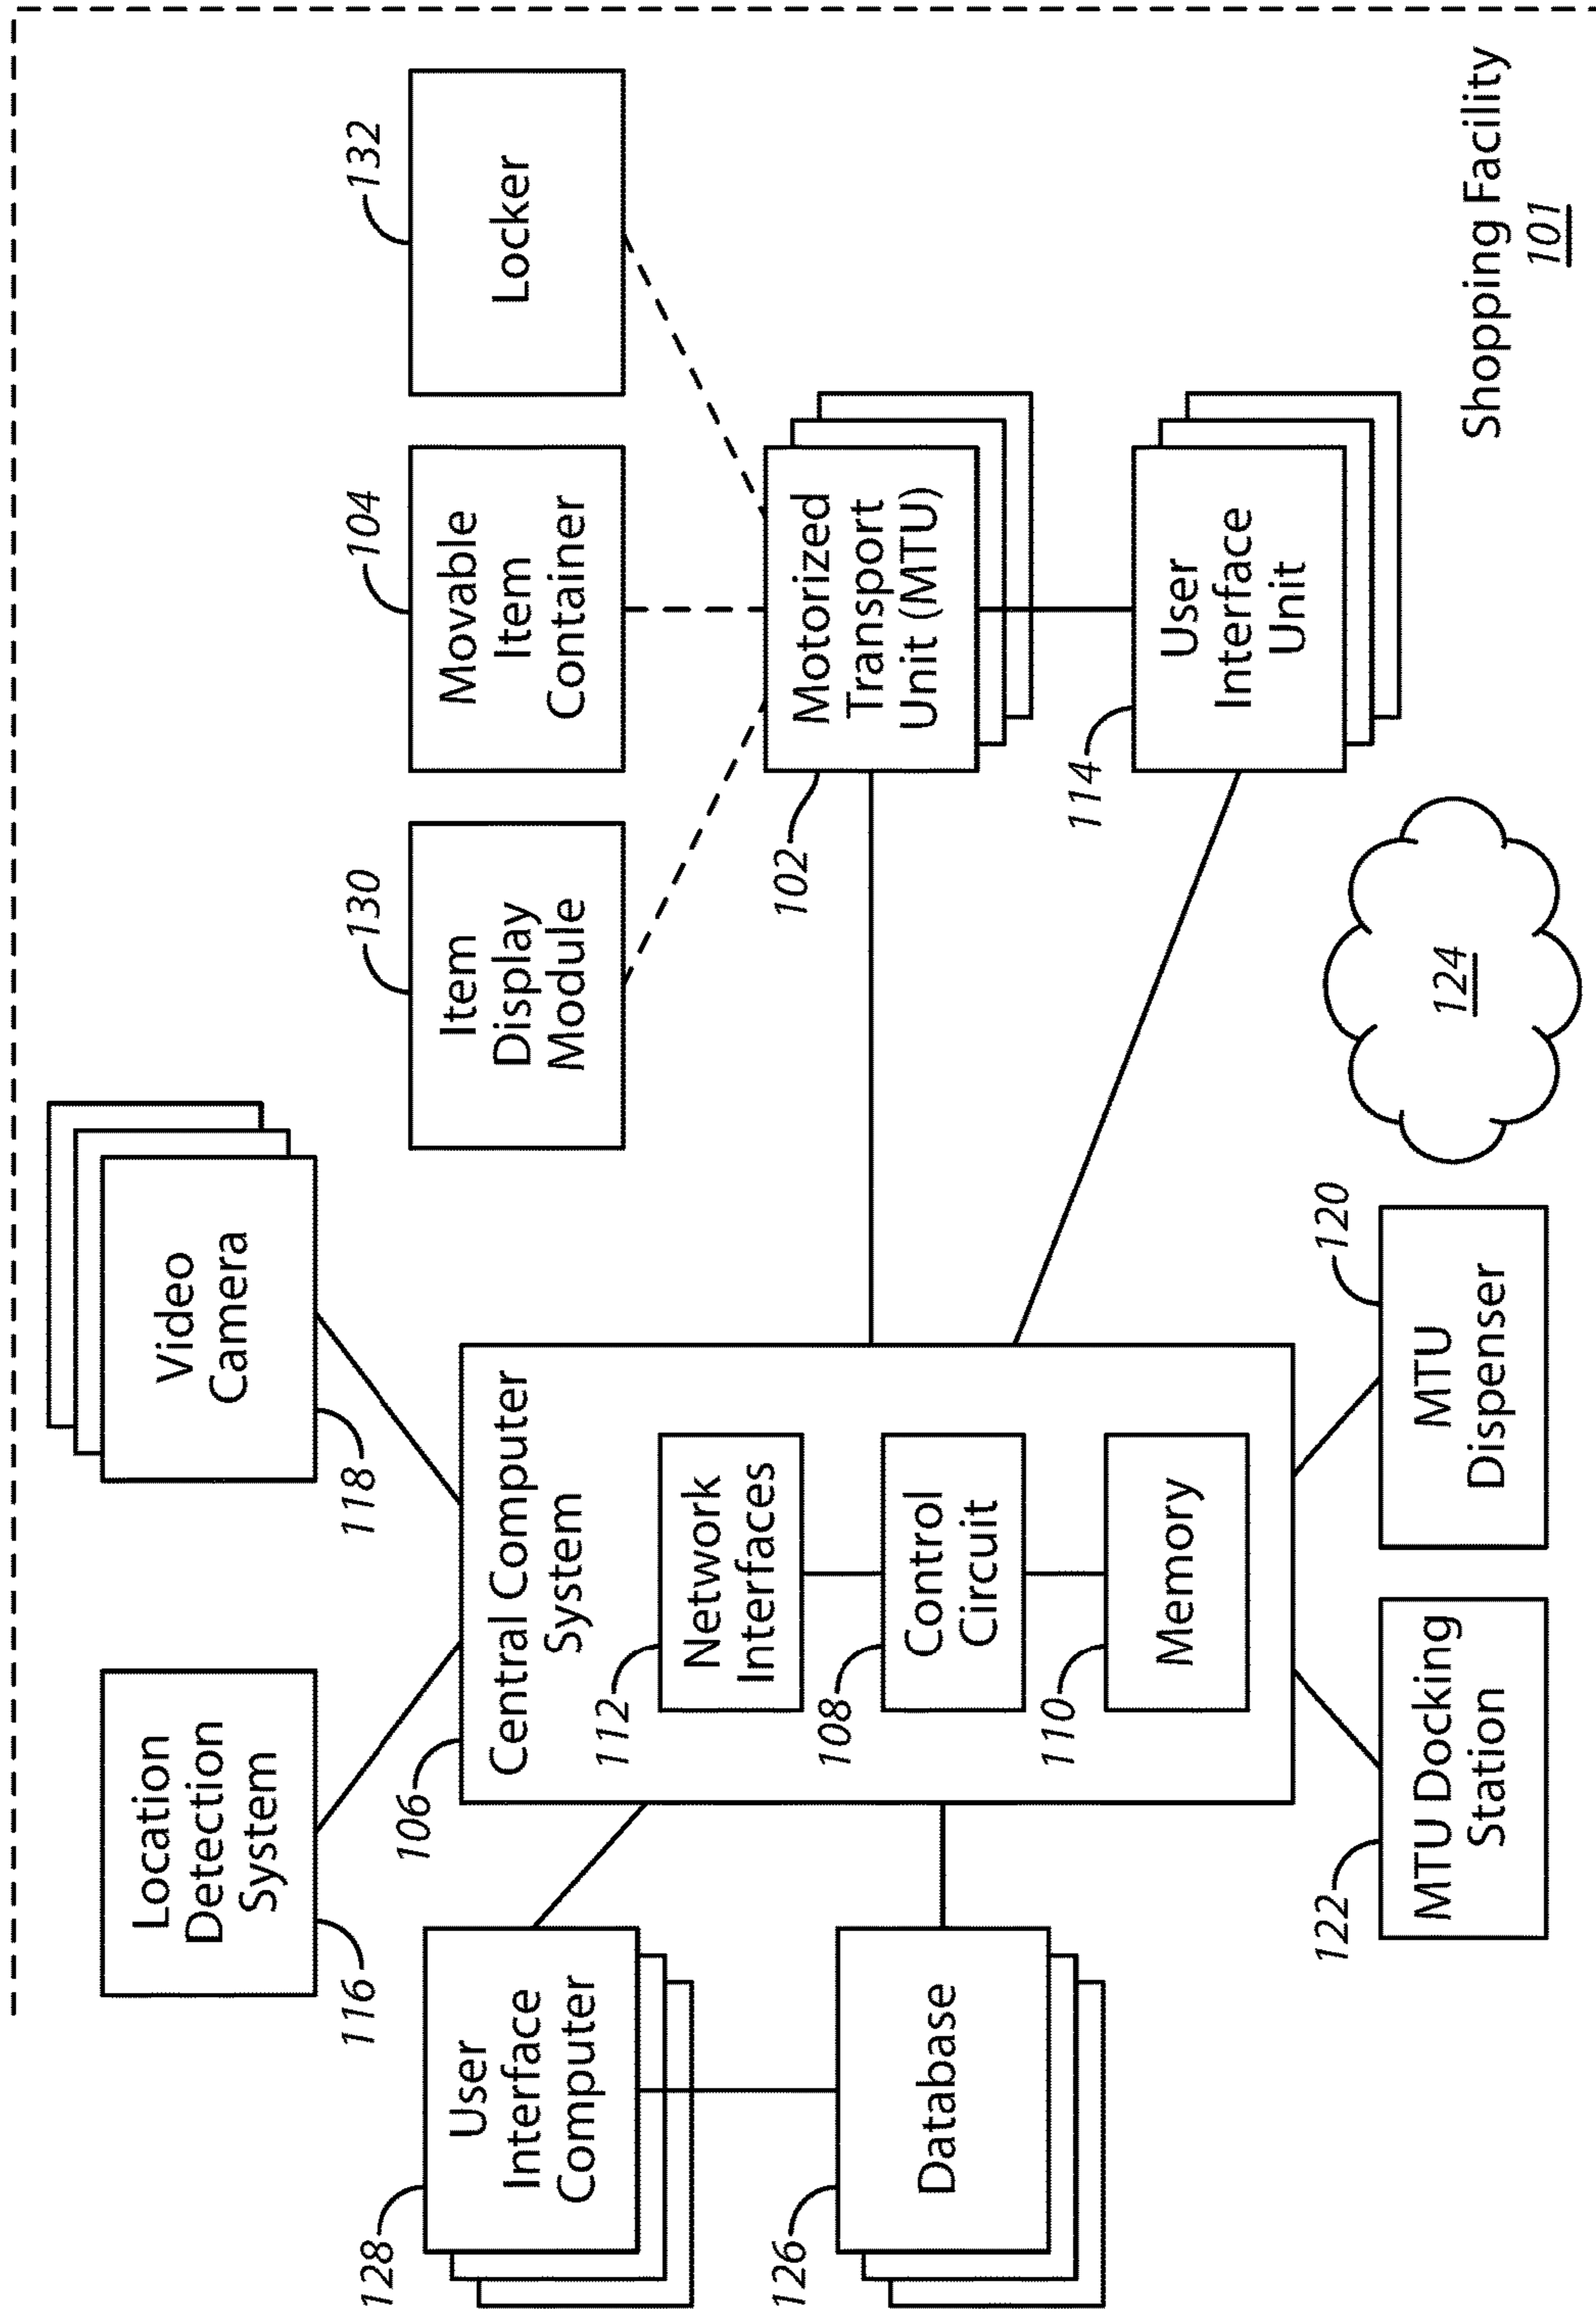 Location
Detection
System
116
Video
Camera
118
128
User
Interface
Computer
126
Database
106
Central Computer
System
112
Network
Interfaces
108
Control
Circuit
110
Memory
130
Item
Display
Module
104
Movable
Item
Container
132
Locker
102
Motorized
Transport
Unit (MTU)
114
User
Interface
Unit
122
MTU Docking
Station
120
MTU
Dispenser
124
Shopping Facility
101